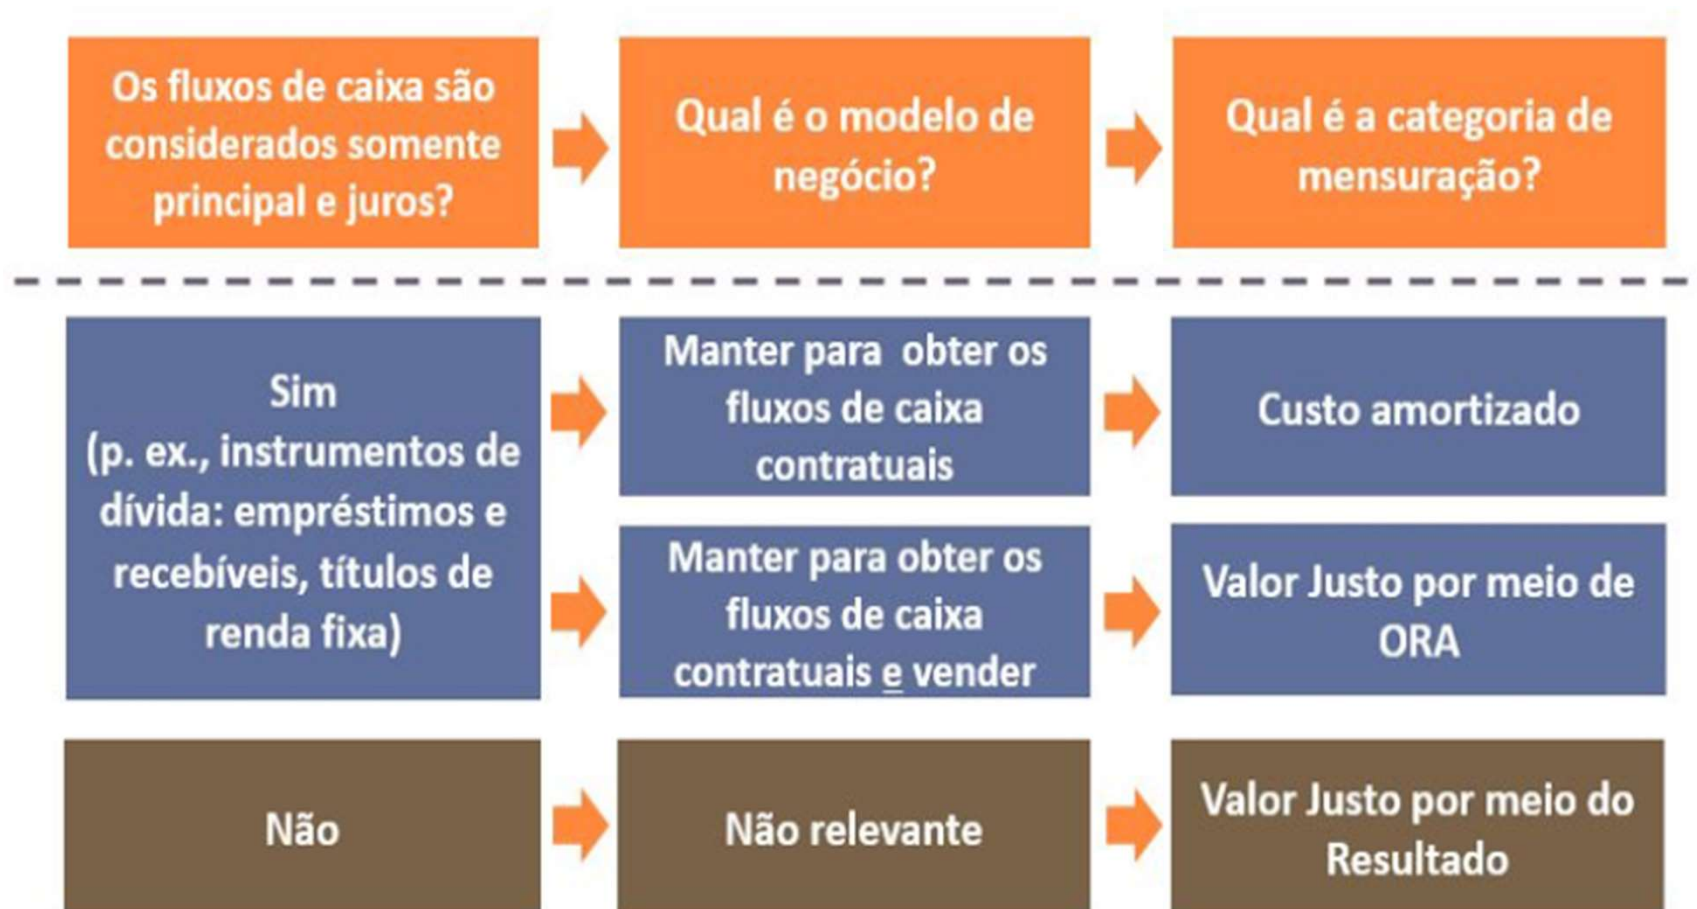 Os fluxos de caixa são
considerados somente
principal e juros?
Qual é o modelo de
negócio?
Qual é a categoria de
mensuração?
Sim
(p. ex., instrumentos de
dívida: empréstimos e
recebíveis, títulos de
renda fixa)
Manter para obter os
fluxos de caixa
contratuais
Custo amortizado
Manter para obter os
fluxos de caixa
contratuais e vender
Valor Justo por meio de
ORA
Não
Não relevante
Valor Justo por meio do
Resultado